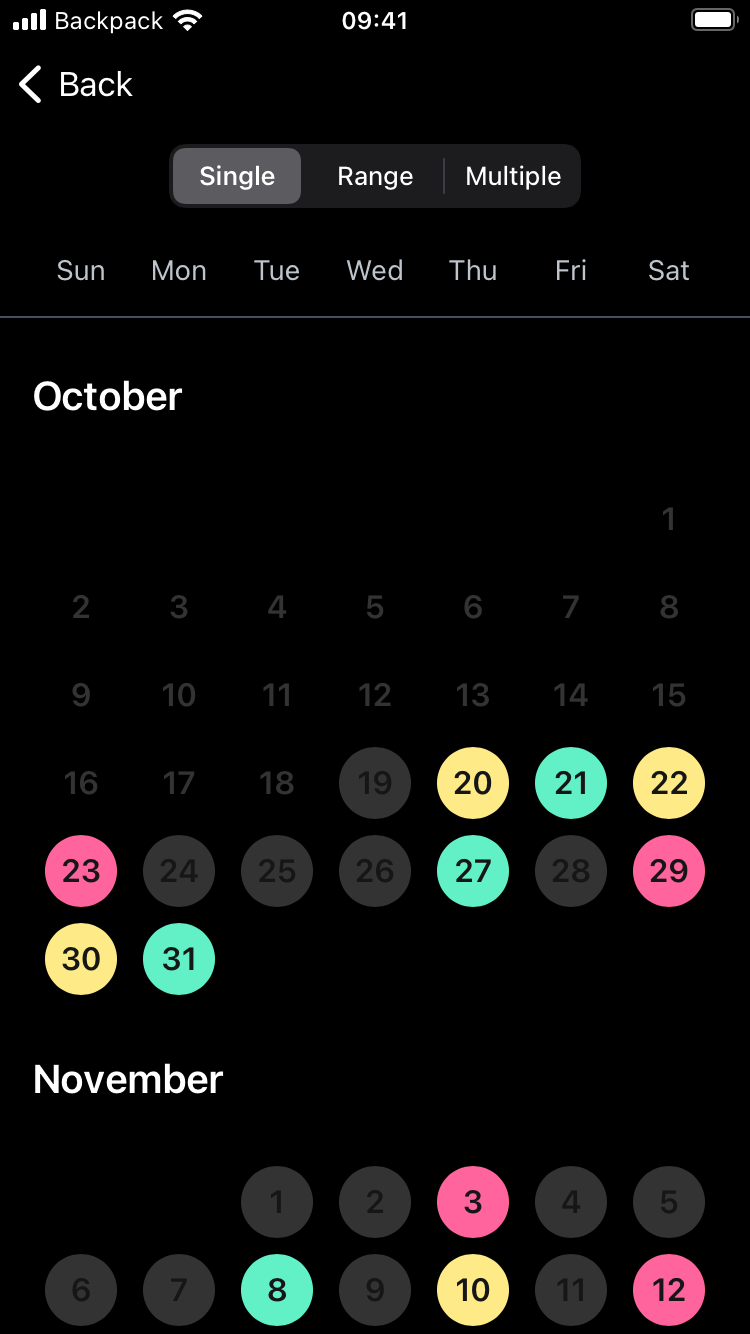 Backpack 09:41
Back
Single Range Multiple
Sun Mon Tue Wed Thu Fri Sat
October
1
2 3 4 5 6 7 8
9 10 11 12 13 14 15
16 17 18 19 20 21 22
23 24 25 26 27 28 29
30 31
November
1 2 3 4 5
6 7 8 9 10 11 12